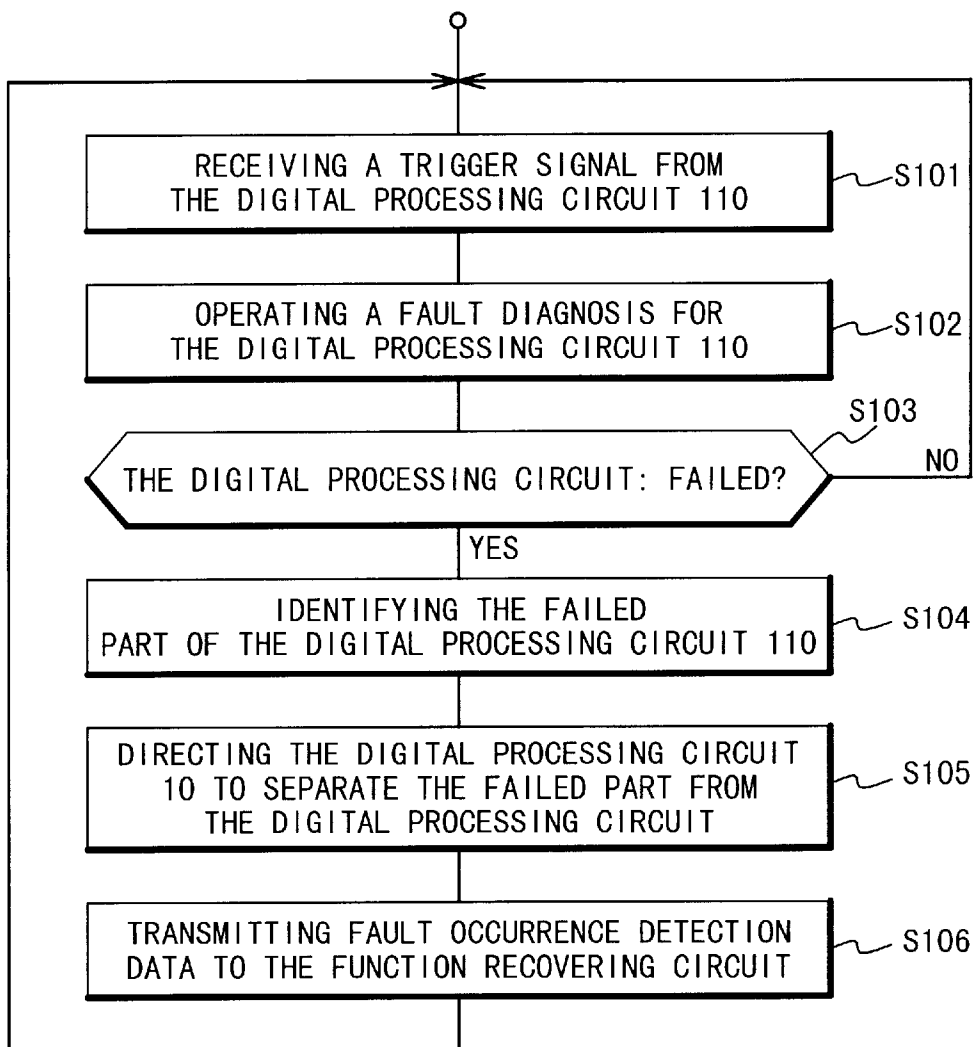 RECEIVING A TRIGGER SIGNAL FROM
THE DIGITAL PROCESSING CIRCUIT 110
S101
OPERATING A FAULT DIAGNOSIS FOR
THE DIGITAL PROCESSING CIRCUIT 110
S102
S103
THE DIGITAL PROCESSING CIRCUIT: FAILED?
NO
YES
IDENTIFYING THE FAILED
PART OF THE DIGITAL PROCESSING CIRCUIT 110
S104
DIRECTING THE DIGITAL PROCESSING CIRCUIT
10 TO SEPARATE THE FAILED PART FROM
THE DIGITAL PROCESSING CIRCUIT
S105
TRANSMITTING FAULT OCCURRENCE DETECTION
DATA TO THE FUNCTION RECOVERING CIRCUIT
S106